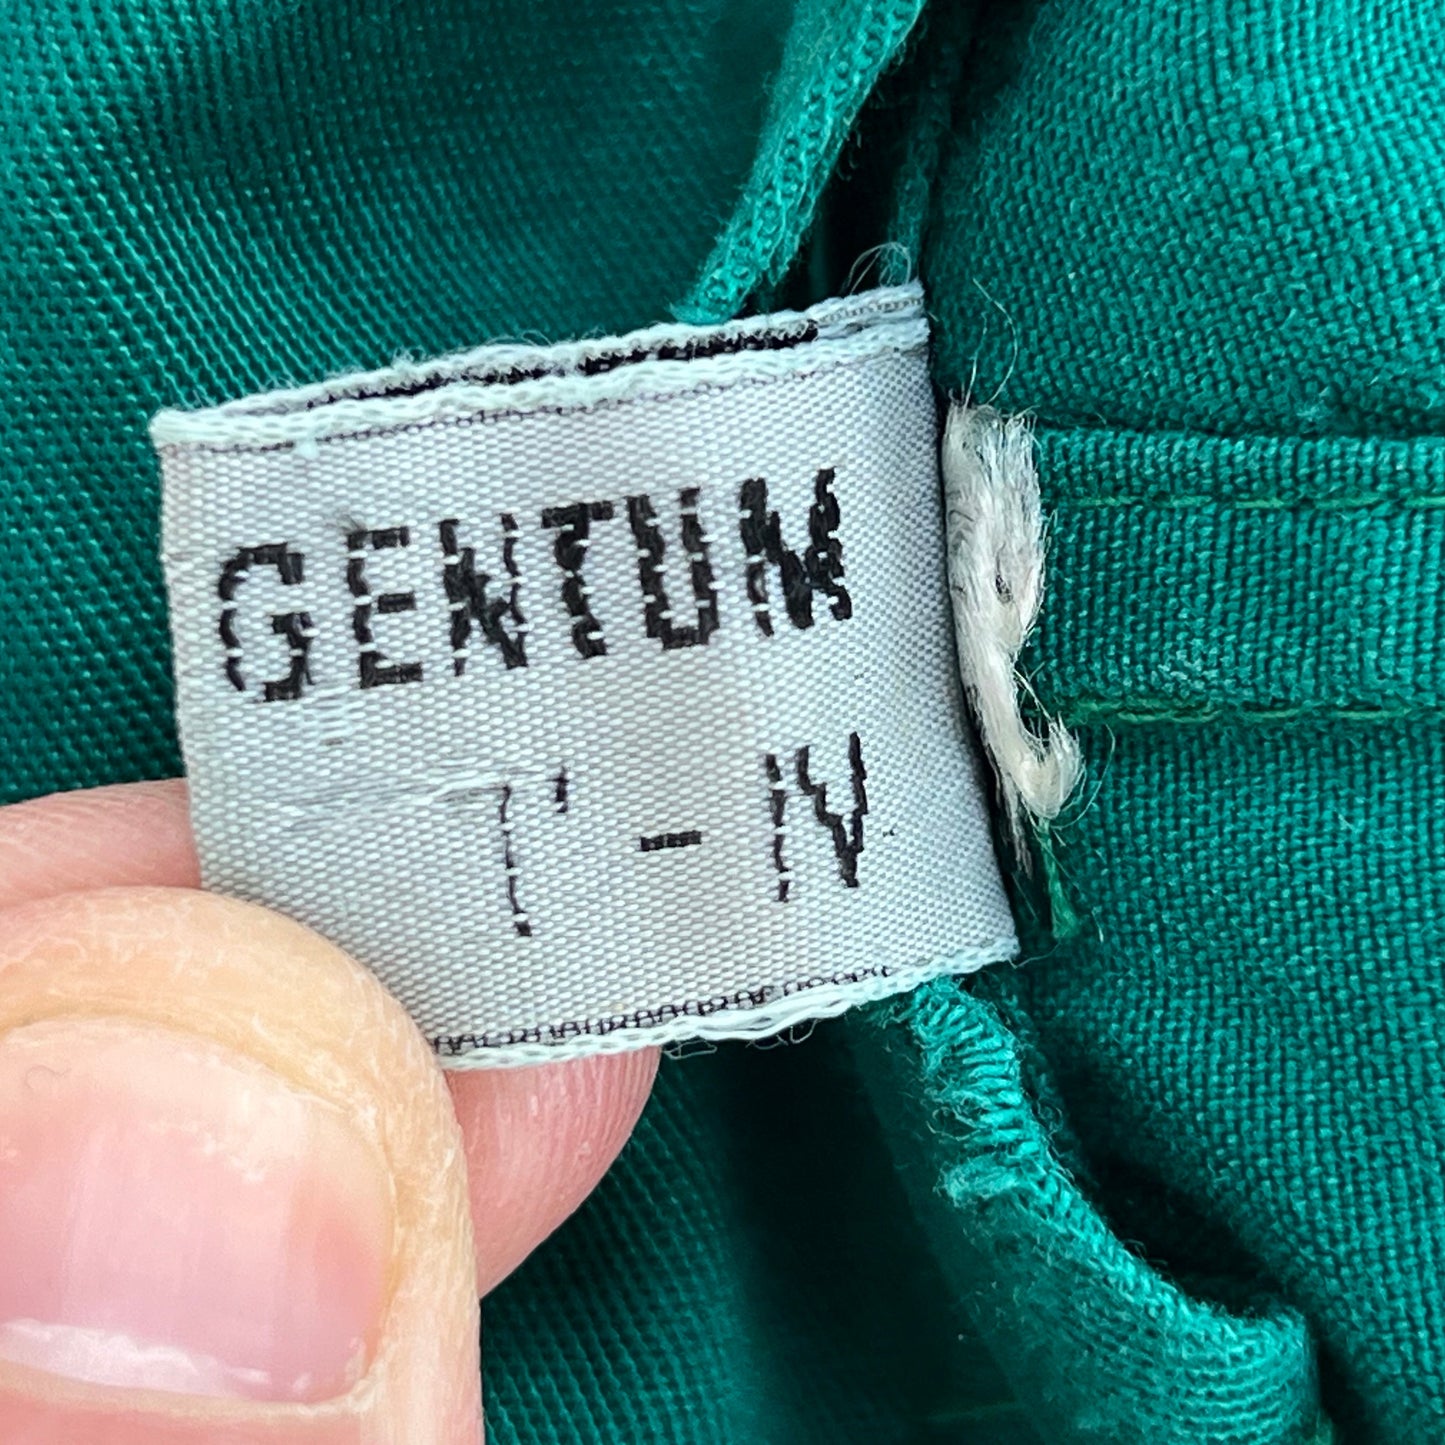 GENTUM
T - IV